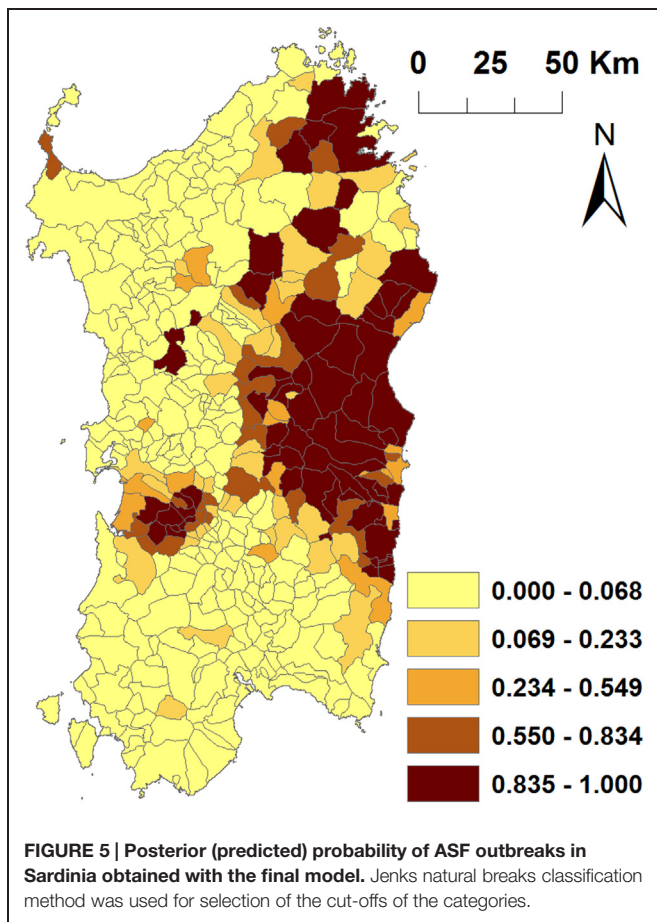 0 25 50 Km
N
0.000 - 0.068
0.069 - 0.233
0.234 - 0.549
0.550 - 0.834
0.835 - 1.000
FIGURE 5 | Posterior (predicted) probability of ASF outbreaks in
Sardinia obtained with the final model. Jenks natural breaks classification
method was used for selection of the cut-offs of the categories.